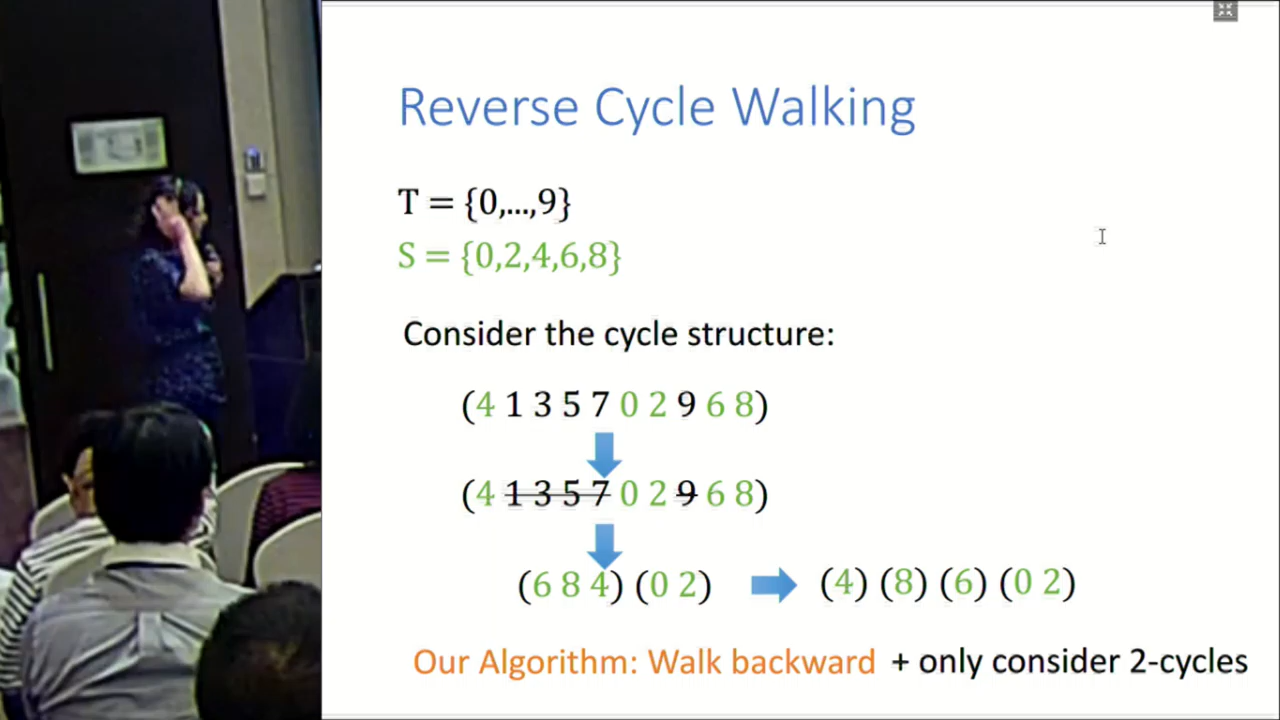 Reverse Cycle Walking
T = {0,...,9}
S = {0,2,4,6,8}
Consider the cycle structure:
(4 1 3 5 7 0 2 9 6 8)
(4 1 3 5 7 0 2 9 6 8)
(6 8 4) (0 2) (4) (8) (6) (0 2)
Our Algorithm: Walk backward + only consider 2-cycles